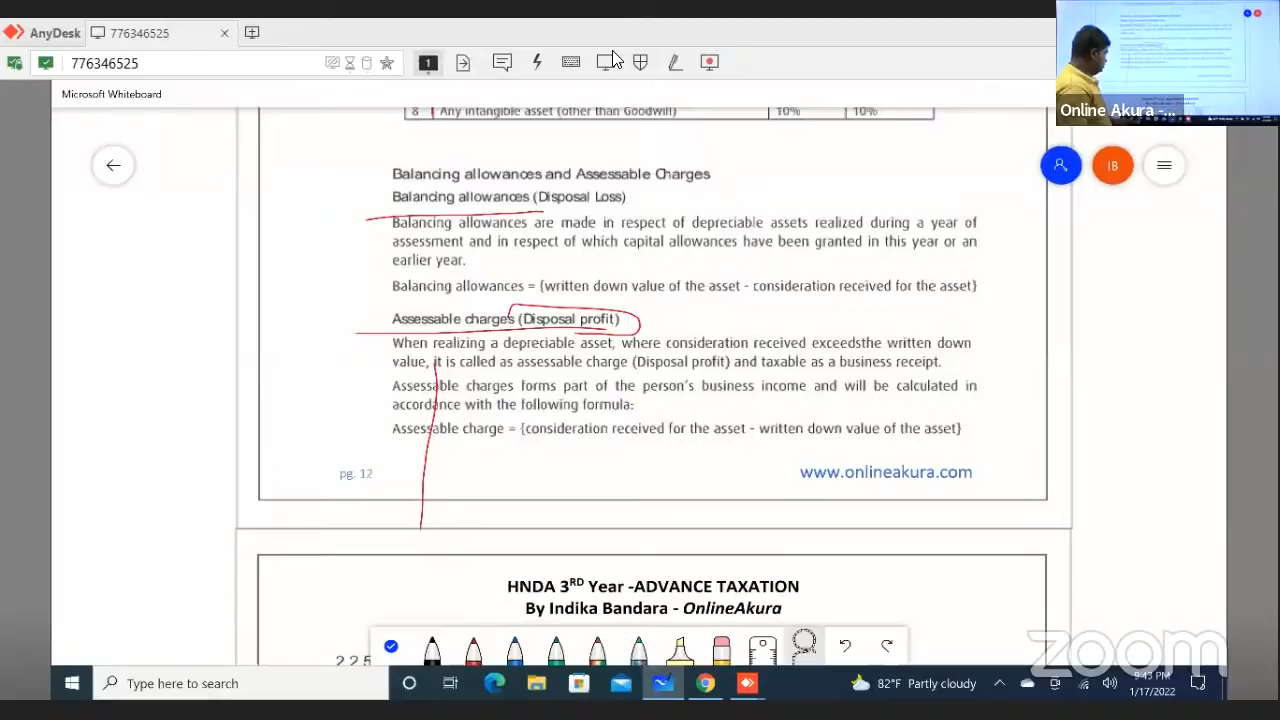 AnyDesk
776346525
776346525
1
Microsoft Whiteboard
Online Akura -...
IB
8 Any intangible asset (other than Goodwill) 10% 10%
Balancing allowances and Assessable Charges
Balancing allowances (Disposal Loss)
Balancing allowances are made in respect of depreciable assets realized during a year of
assessment and in respect of which capital allowances have been granted in this year or an
earlier year.
Balancing allowances = {written down value of the asset - consideration received for the asset}
Assessable charges (Disposal profit)
When realizing a depreciable asset, where consideration received exceedsthe written down
value, it is called as assessable charge (Disposal profit) and taxable as a business receipt.
Assessable charges forms part of the person's business income and will be calculated in
accordance with the following formula:
Assessable charge = {consideration received for the asset - written down value of the asset}
pg. 12
www.onlineakura.com
HNDA 3RD Year -ADVANCE TAXATION
By Indika Bandara - OnlineAkura
2 2 5
zoom
Type here to search
82°F Partly cloudy
9:43 PM
1/17/2022